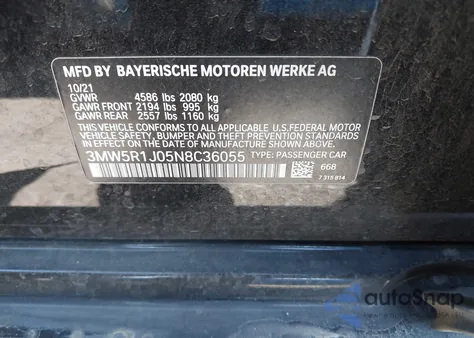 MFD BY BAYERISCHE MOTOREN WERKE AG
10/21
GVWR 4586 lbs 2080 kg
GAWR FRONT 2194 lbs 995 kg
GAWR REAR 2557 lbs 1160 kg
THIS VEHICLE CONFORMS TO ALL APPLICABLE U.S. FEDERAL MOTOR
VEHICLE SAFETY, BUMPER, AND THEFT PREVENTION STANDARDS IN
EFFECT ON THE DATE OF MANUFACTURE SHOWN ABOVE.
3MW5R1J05N8C36055 TYPE: PASSENGER CAR
668
7 315 814
autoSnap